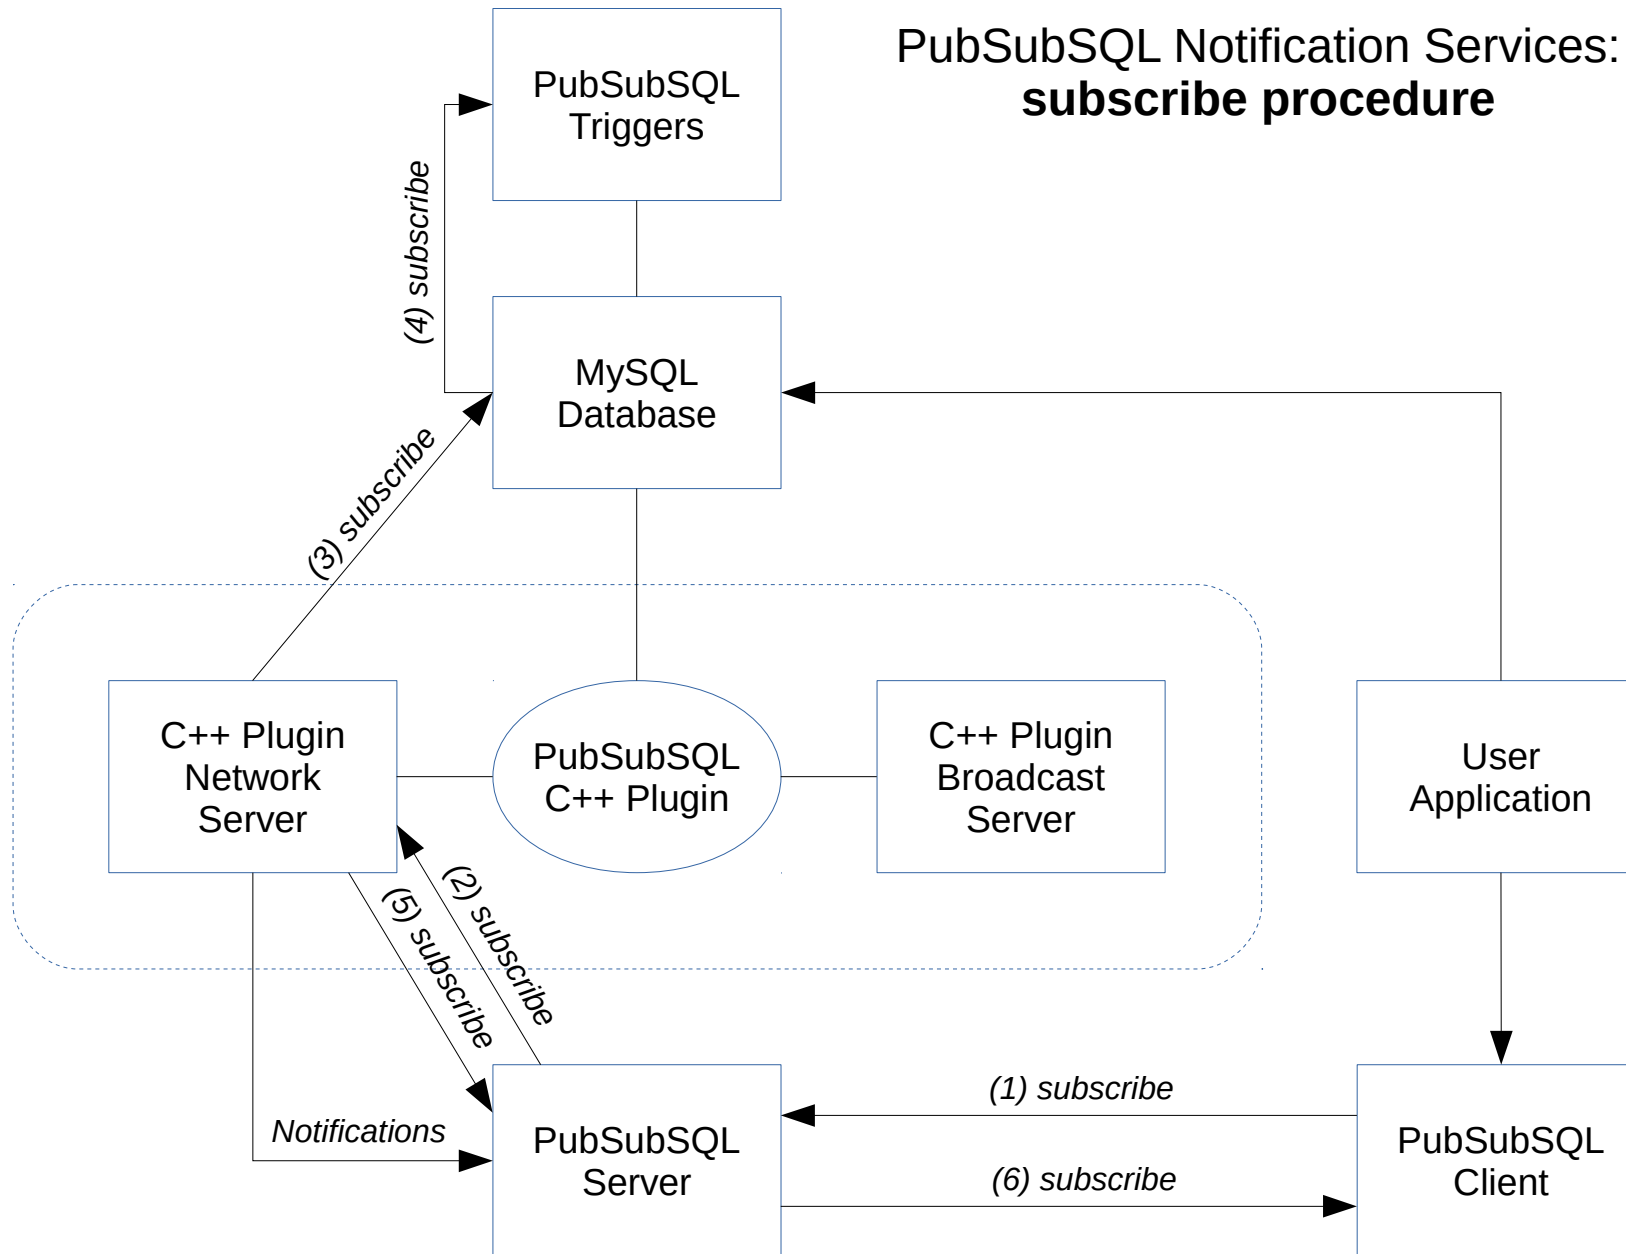 PubSubSQL Notification Services:
subscribe procedure
PubSubSQL
Triggers
(4) subscribe
MySQL
Database
(3) subscribe
C++ Plugin
Network
Server
PubSubSQL
C++ Plugin
C++ Plugin
Broadcast
Server
User
Application
(2) subscribe
(5) subscribe
(1) subscribe
Notifications
PubSubSQL
Server
(6) subscribe
PubSubSQL
Client